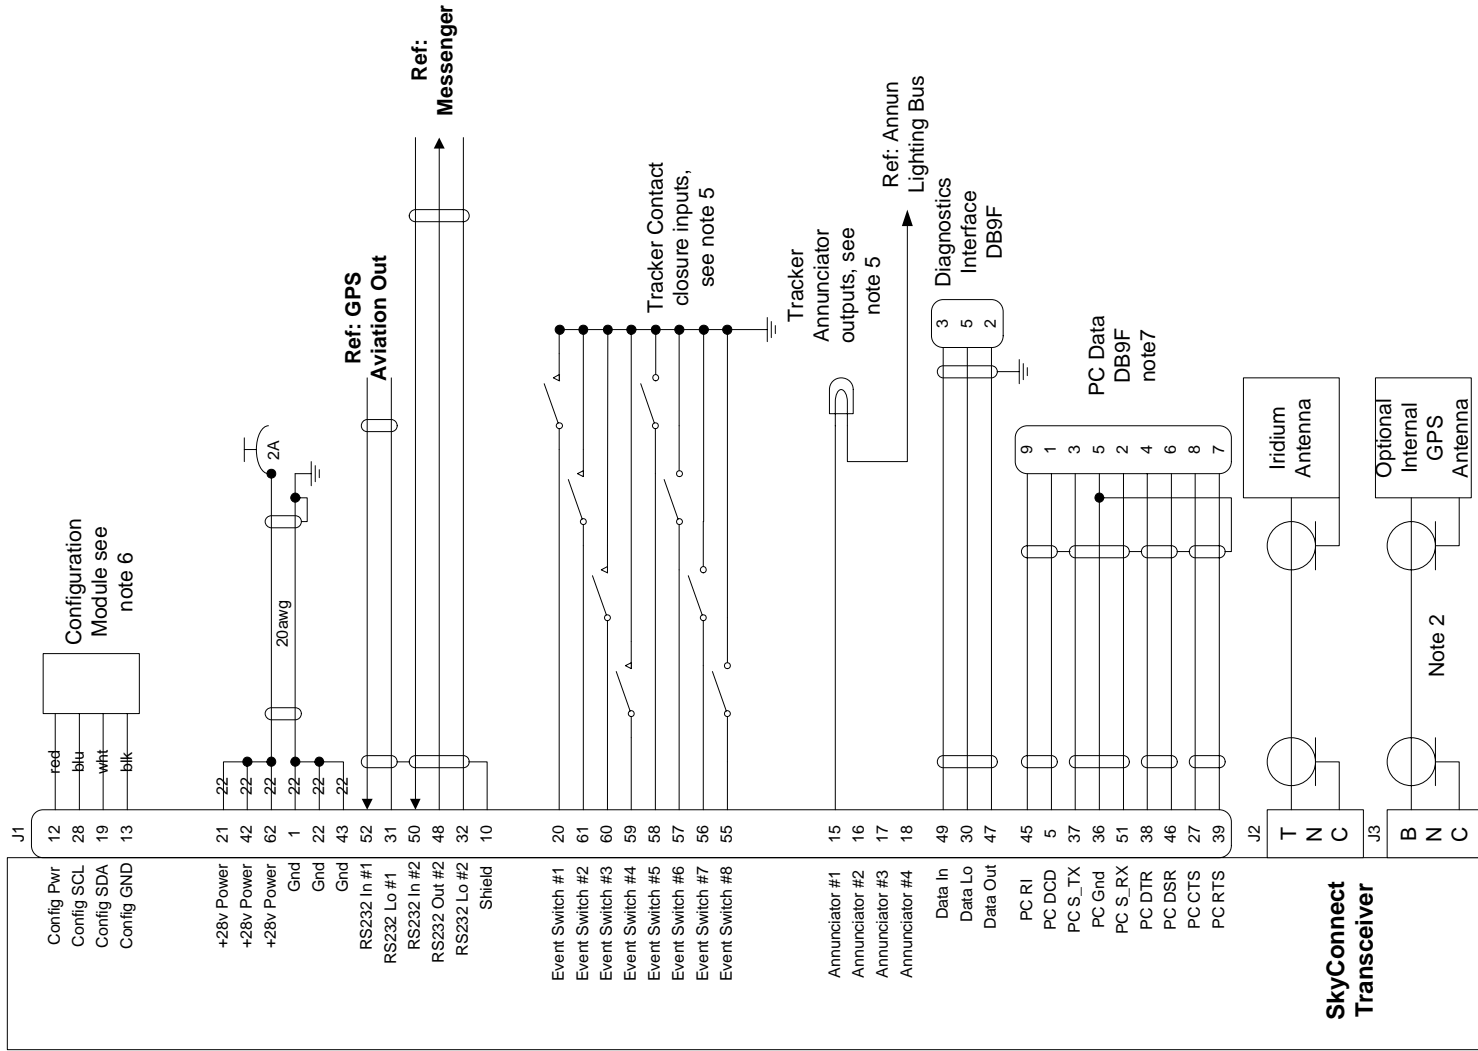 J1
Config Pwr 12 red
Config SCL 28 blu
Config SDA 19 wht
Config GND 13 blk
Configuration
Module see
note 6
+28v Power 21 22
+28v Power 42 22
+28v Power 62 22
Gnd 1 22
Gnd 22 22
Gnd 43 22
20awg
2A
RS232 In #1 52
RS232 Lo #1 31
RS232 In #2 50
RS232 Out #2 48
RS232 Lo #2 32
Shield 10
Ref: GPS
Aviation Out
Ref:
Messenger
Event Switch #1 20
Event Switch #2 61
Event Switch #3 60
Event Switch #4 59
Event Switch #5 58
Event Switch #6 57
Event Switch #7 56
Event Switch #8 55
Tracker Contact
closure inputs,
see note 5
Annunciator #1 15
Annunciator #2 16
Annunciator #3 17
Annunciator #4 18
Tracker
Annunciator
outputs, see
note 5
Ref: Annun
Lighting Bus
Data In 49 3
Data Lo 30 5
Data Out 47 2
Diagnostics
Interface
DB9F
PC RI 45 9
PC DCD 5 1
PC S_TX 37 3
PC Gnd 36 5
PC S_RX 51 2
PC DTR 38 4
PC DSR 46 6
PC CTS 27 8
PC RTS 39 7
PC Data
DB9F
note7
J2
T
N
C
Iridium
Antenna
J3
B
N
C
Note 2
Optional
Internal
GPS
Antenna
SkyConnect
Transceiver